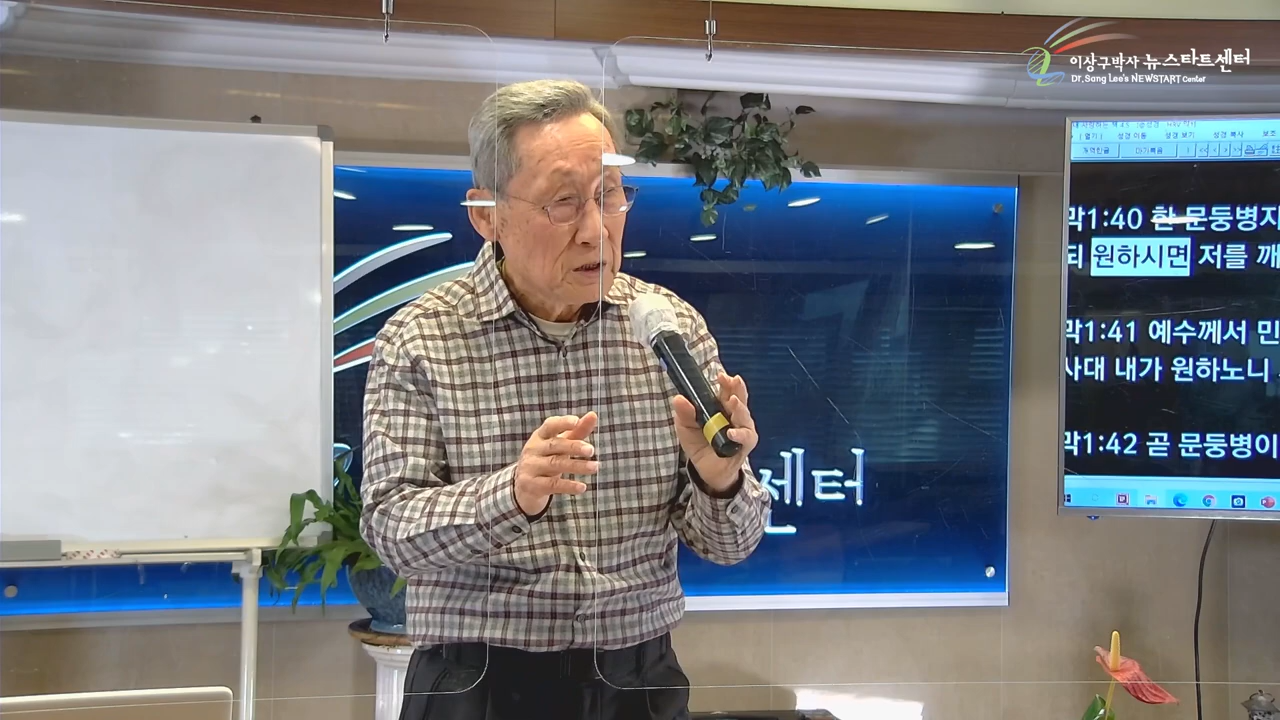 이상구박사 뉴스타트센터
Dr. Sang Lee's NEWSTART Center
막1:40 한 문둥병자
되 원하시면 저를 깨
막1:41 예수께서 민
사대 내가 원하노니
막1:42 곧 문둥병이
센터